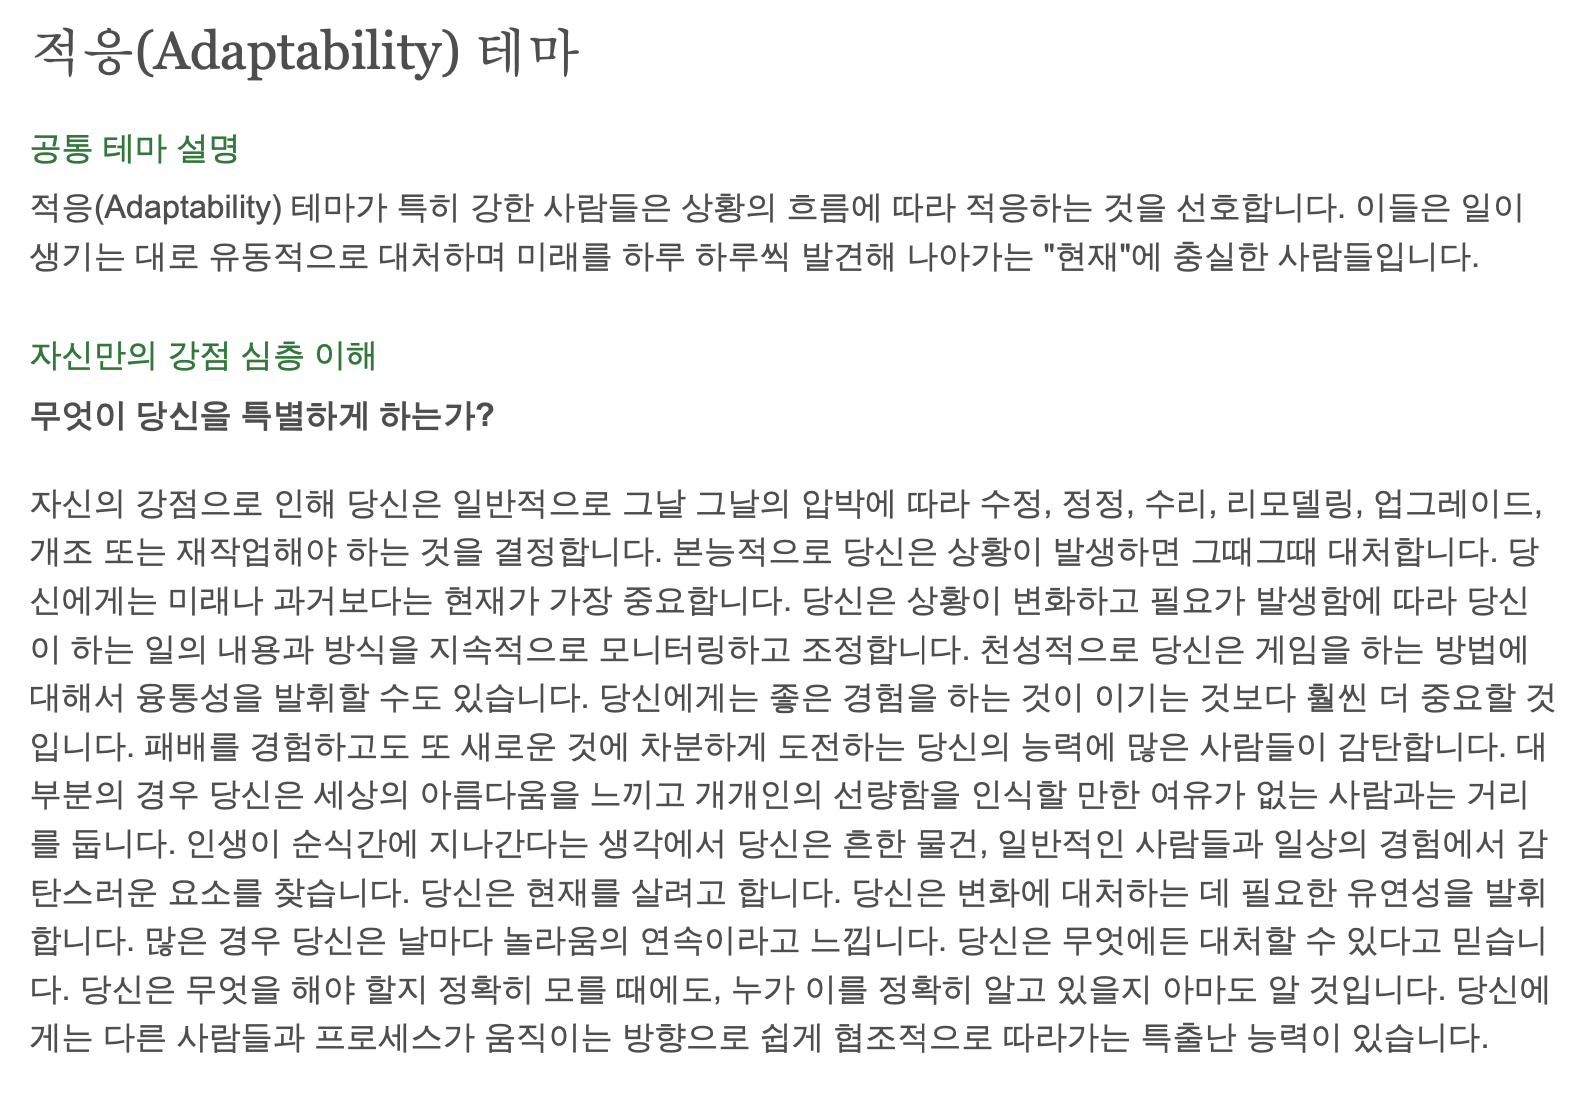 적응(Adaptability) 테마
공통 테마 설명
적응(Adaptability) 테마가 특히 강한 사람들은 상황의 흐름에 따라 적응하는 것을 선호합니다. 이들은 일이
생기는 대로 유동적으로 대처하며 미래를 하루 하루씩 발견해 나아가는 "현재"에 충실한 사람들입니다.
자신만의 강점 심층 이해
무엇이 당신을 특별하게 하는가?
자신의 강점으로 인해 당신은 일반적으로 그날 그날의 압박에 따라 수정, 정정, 수리, 리모델링, 업그레이드,
개조 또는 재작업해야 하는 것을 결정합니다. 본능적으로 당신은 상황이 발생하면 그때그때 대처합니다. 당
신에게는 미래나 과거보다는 현재가 가장 중요합니다. 당신은 상황이 변화하고 필요가 발생함에 따라 당신
이 하는 일의 내용과 방식을 지속적으로 모니터링하고 조정합니다. 천성적으로 당신은 게임을 하는 방법에
대해서 융통성을 발휘할 수도 있습니다. 당신에게는 좋은 경험을 하는 것이 이기는 것보다 훨씬 더 중요할 것
입니다. 패배를 경험하고도 또 새로운 것에 차분하게 도전하는 당신의 능력에 많은 사람들이 감탄합니다. 대
부분의 경우 당신은 세상의 아름다움을 느끼고 개개인의 선량함을 인식할 만한 여유가 없는 사람과는 거리
를 둡니다. 인생이 순식간에 지나간다는 생각에서 당신은 흔한 물건, 일반적인 사람들과 일상의 경험에서 감
탄스러운 요소를 찾습니다. 당신은 현재를 살려고 합니다. 당신은 변화에 대처하는 데 필요한 유연성을 발휘
합니다. 많은 경우 당신은 날마다 놀라움의 연속이라고 느낍니다. 당신은 무엇에든 대처할 수 있다고 믿습니
다. 당신은 무엇을 해야 할지 정확히 모를 때에도, 누가 이를 정확히 알고 있을지 아마도 알 것입니다. 당신에
게는 다른 사람들과 프로세스가 움직이는 방향으로 쉽게 협조적으로 따라가는 특출난 능력이 있습니다.